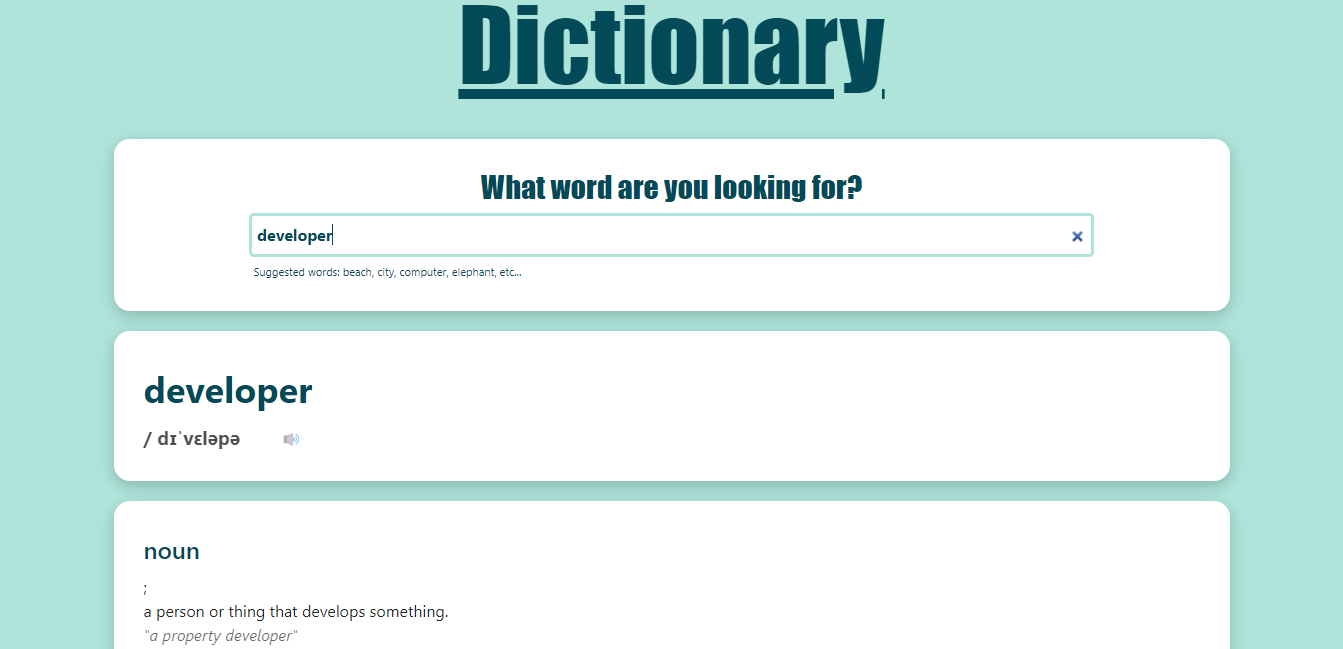 Dictionary
What word are you looking for?
developer
Suggested words: beach, city, computer, elephant, etc...
developer
/ dɪˈvɛləpə
noun
;
a person or thing that develops something.
"a property developer"